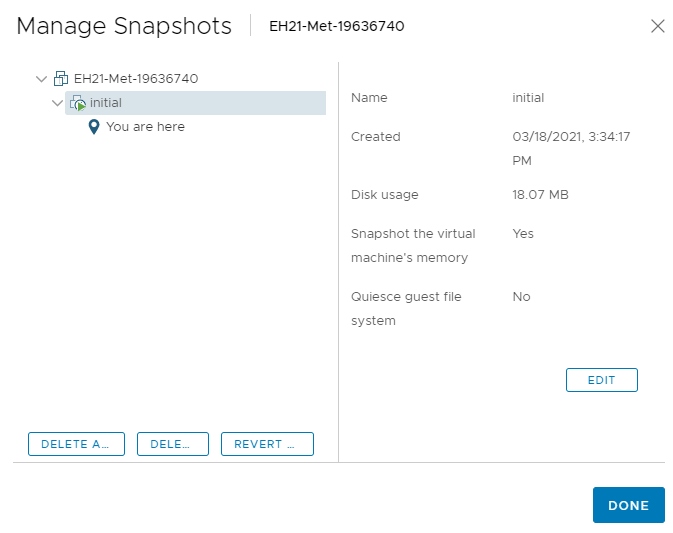 Manage Snapshots
EH21-Met-19636740
EH21-Met-19636740
initial
You are here
Name
initial
Created
03/18/2021, 3:34:17
PM
Disk usage
18.07 MB
Snapshot the virtual
machine's memory
Yes
Quiesce guest file
system
No
EDIT
DELETE A...
DELE...
REVERT ...
DONE